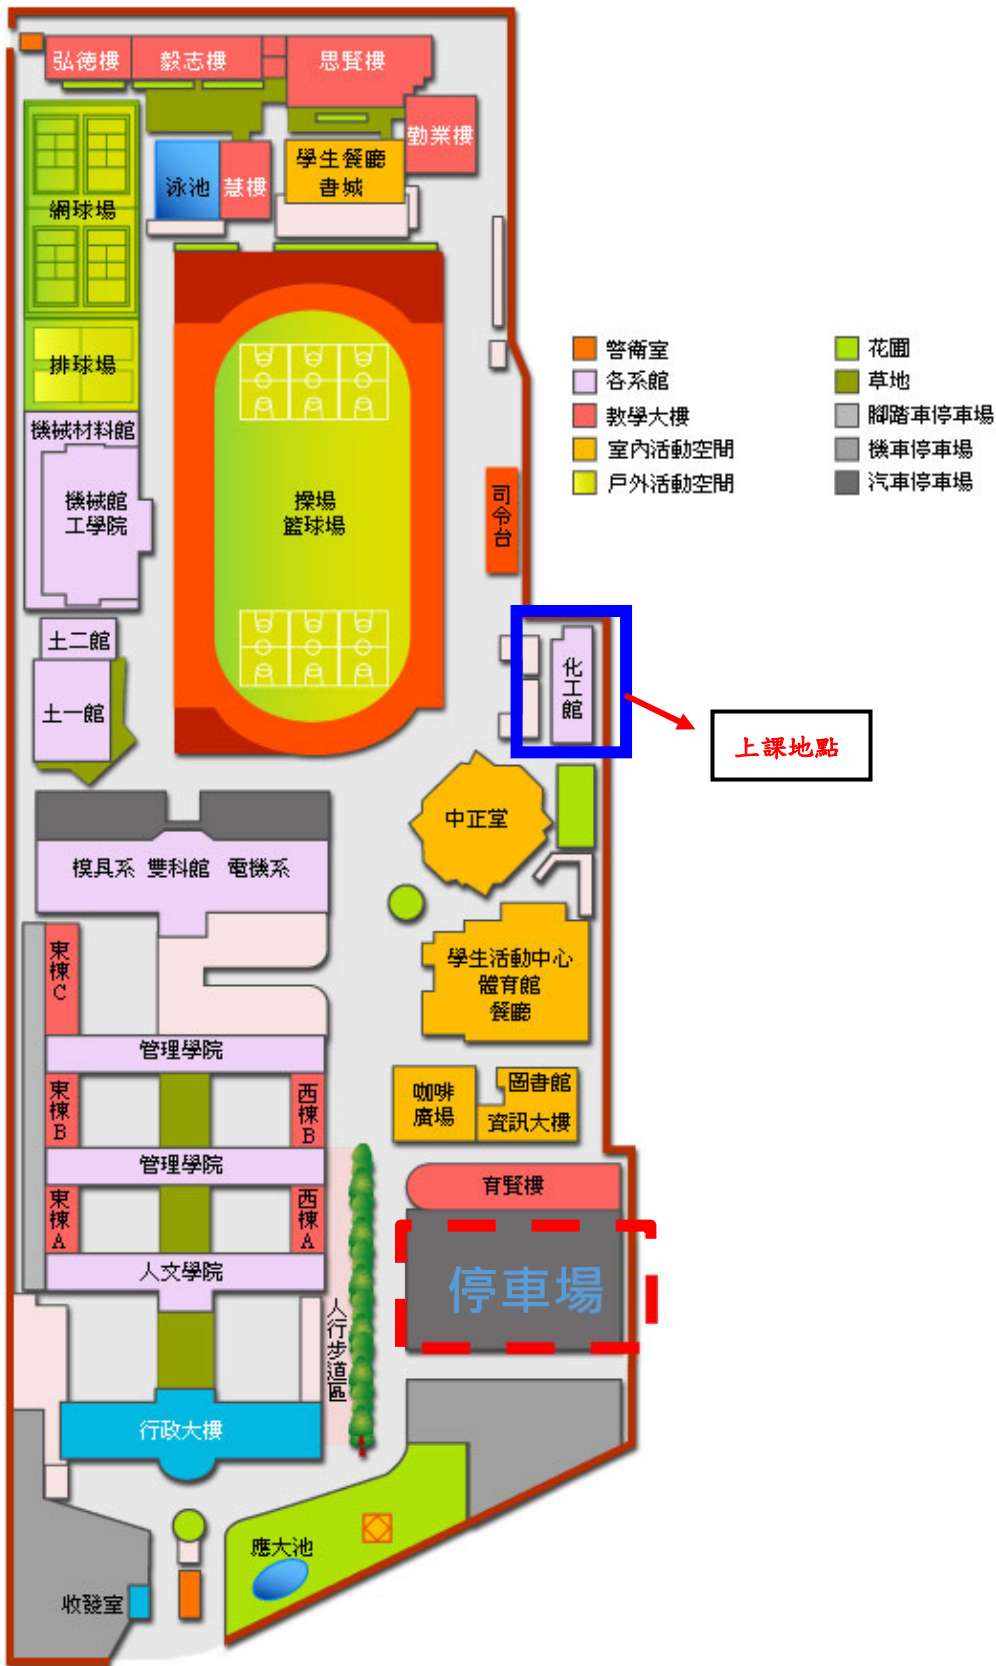 弘德樓
毅志樓
思賢樓
勤業樓
泳池
慧樓
學生餐廳
書城
網球場
排球場
機械材料館
機械館
工學院
操場
籃球場
司令台
警衛室
各系館
教學大樓
室內活動空間
戶外活動空間
花圃
草地
腳踏車停車場
機車停車場
汽車停車場
土二館
土一館
化工館
上課地點
中正堂
模具系 雙科館 電機系
東棟C
學生活動中心
體育館
餐廳
管理學院
東棟B
西棟B
咖啡
廣場
圖書館
資訊大樓
管理學院
東棟A
西棟A
育賢樓
人文學院
停車場
人行步道區
行政大樓
應大池
收發室